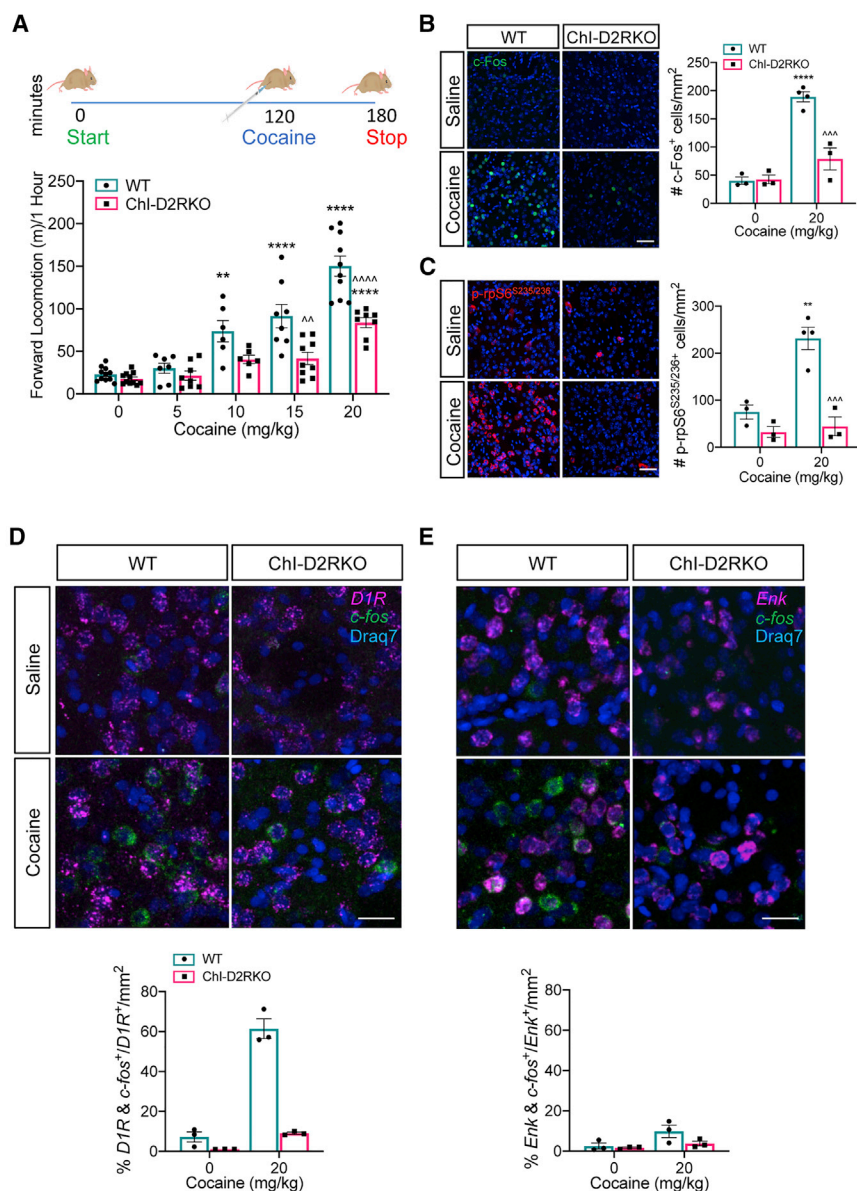 A
minutes
0
120
180
Start
Cocaine
Stop
Forward Locomotion (m)/1 Hour
250
200
150
100
50
0
WT
ChI-D2RKO
**
****
^^
****
^^^^
****
0
5
10
15
20
Cocaine (mg/kg)
B
WT
ChI-D2RKO
Saline
Cocaine
c-Fos
# c-Fos+ cells/mm2
250
200
150
100
50
0
WT
ChI-D2RKO
****
^^^
0
20
Cocaine (mg/kg)
C
Saline
Cocaine
p-rpS6S235/236
# p-rpS6S235/236+ cells/mm2
300
200
100
0
**
^^^
0
20
Cocaine (mg/kg)
D
WT
ChI-D2RKO
Saline
Cocaine
D1R
c-fos
Draq7
WT
ChI-D2RKO
% D1R & c-fos+/D1R+/mm2
80
60
40
20
0
0
20
Cocaine (mg/kg)
E
WT
ChI-D2RKO
Enk
c-fos
Draq7
% Enk & c-fos+/Enk+/mm2
80
60
40
20
0
0
20
Cocaine (mg/kg)